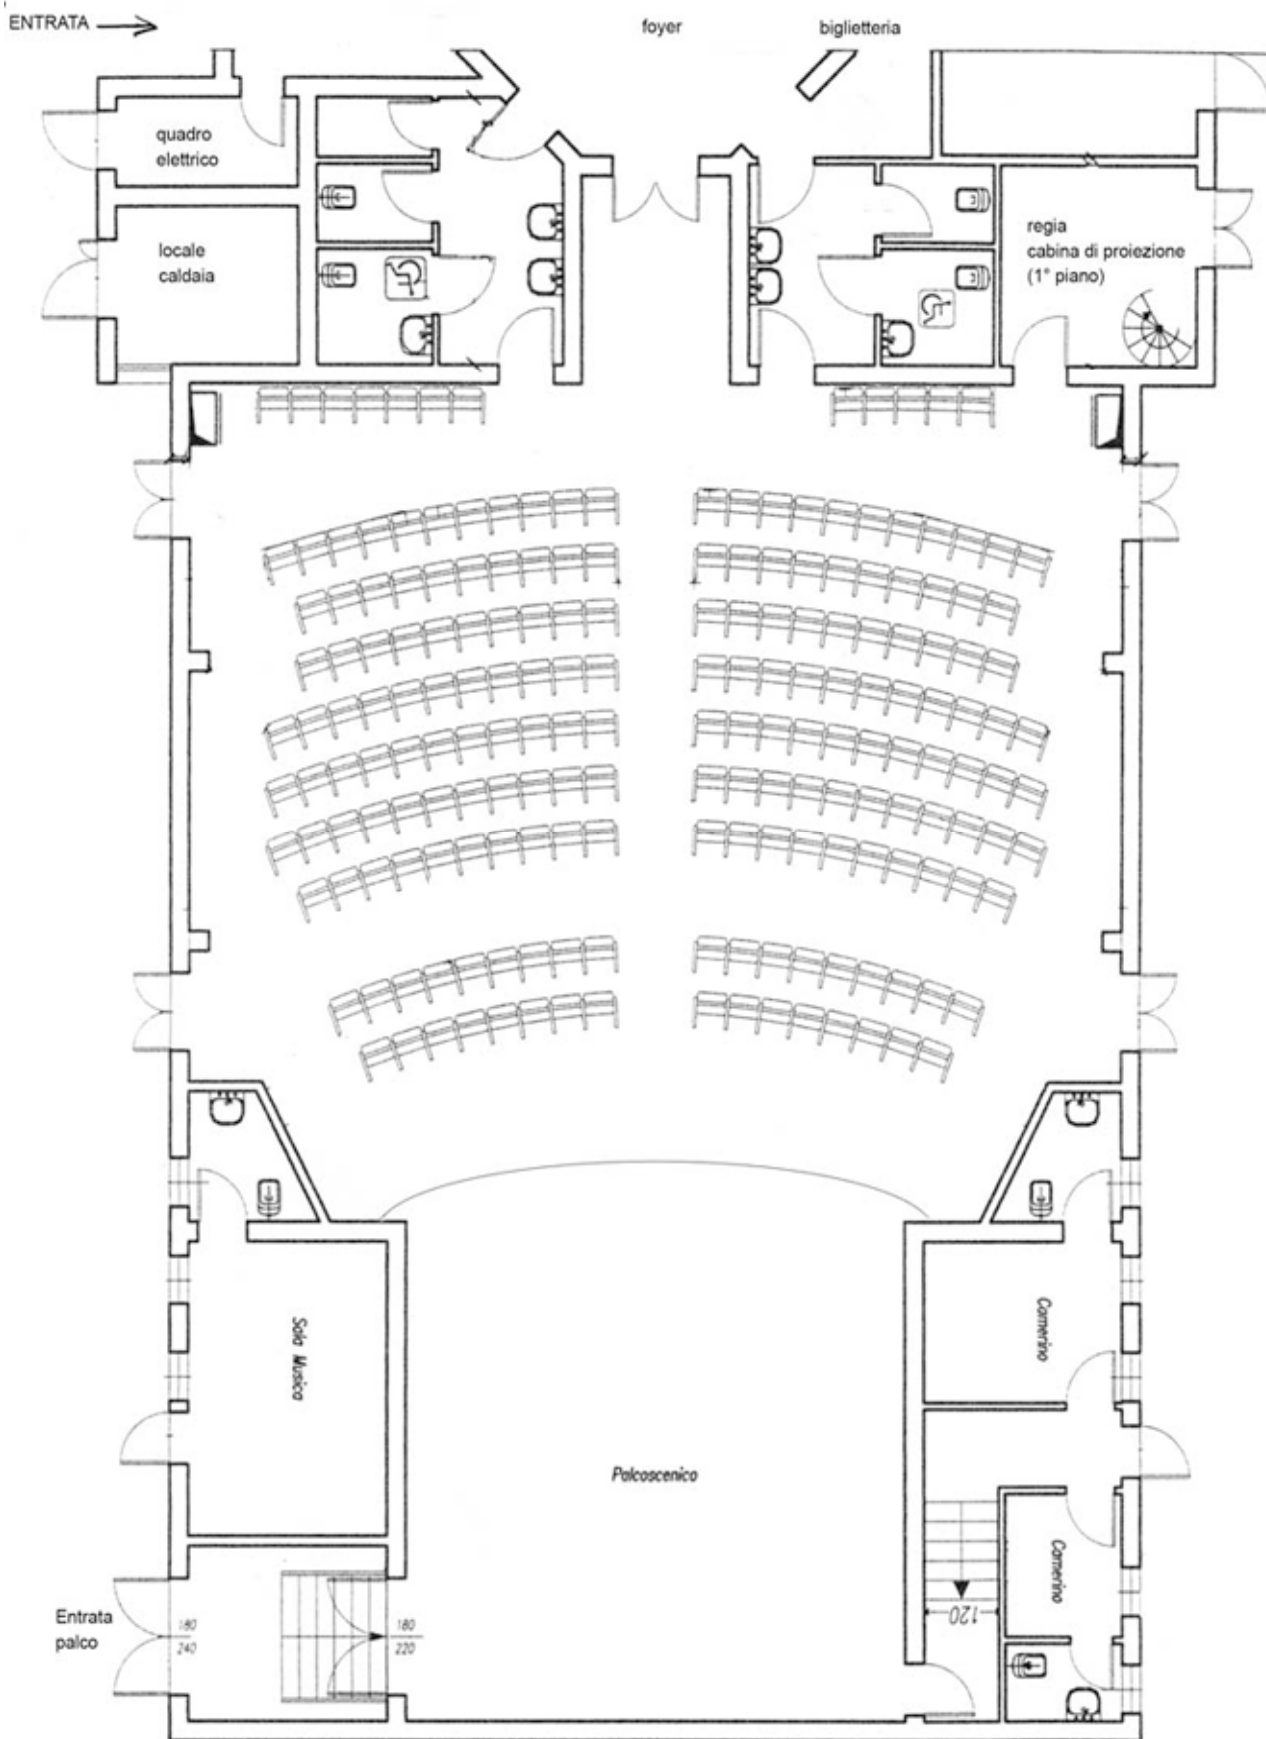 ENTRATA
foyer
biglietteria
quadro
elettrico
locale
caldaia
regia
cabina di proiezione
(1° piano)
Sala Musica
Camerino
Palcoscenico
Camerino
120
Entrata
palco
180
240
180
220